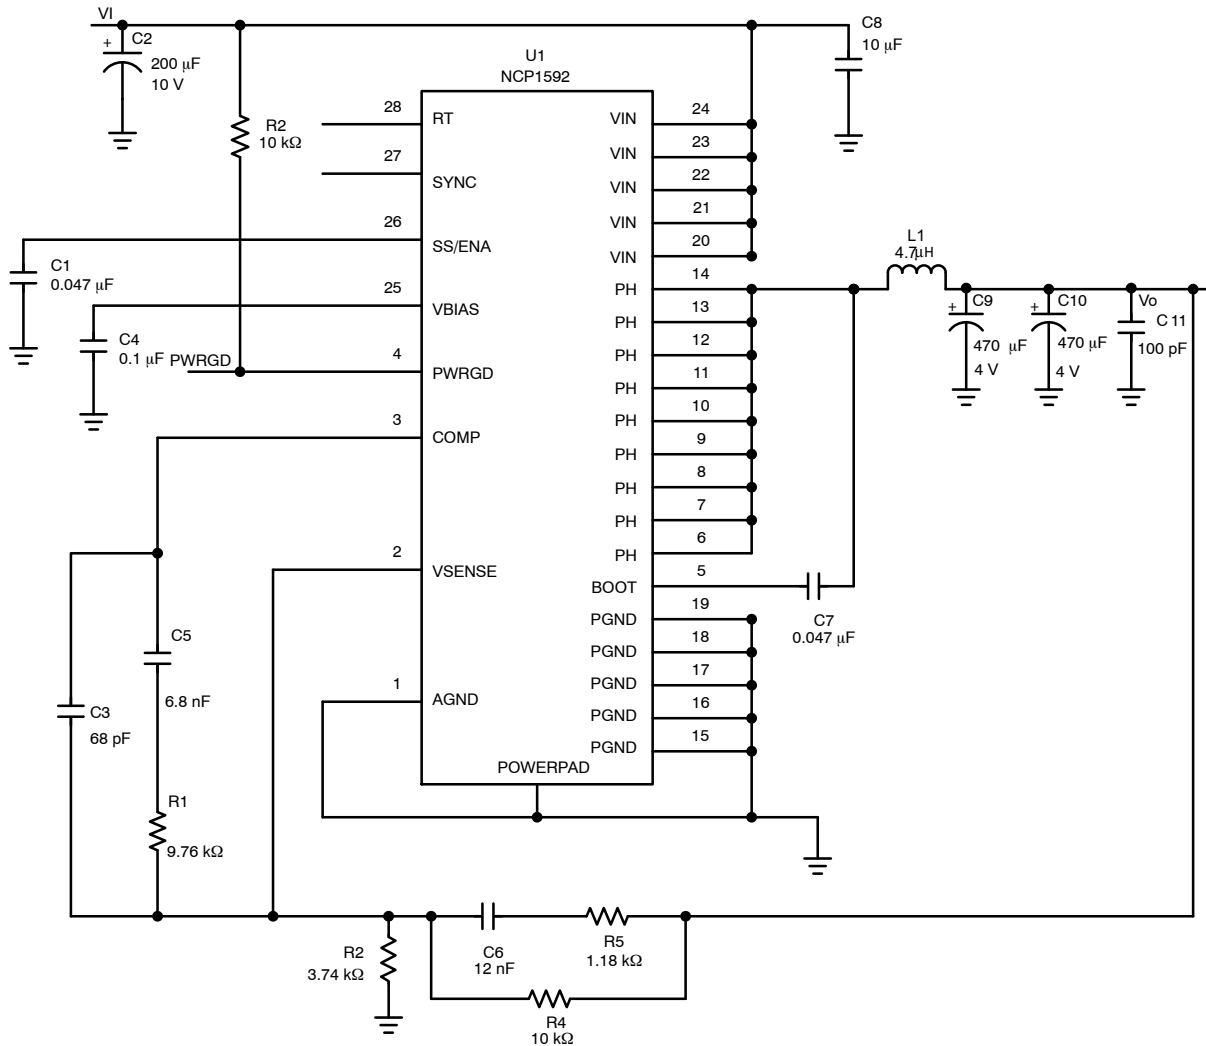 VI
+
C2
200 µF
10 V
R2
10 kΩ
U1
NCP1592
C8
10 µF
28
RT
27
SYNC
26
SS/ENA
C1
0.047 µF
25
VBIAS
C4
0.1 µF
PWRGD
4
PWRGD
3
COMP
2
VSENSE
1
AGND
POWERPAD
VIN
24
VIN
23
VIN
22
VIN
21
VIN
20
PH
14
PH
13
PH
12
PH
11
PH
10
PH
9
PH
8
PH
7
PH
6
BOOT
5
PGND
19
PGND
18
PGND
17
PGND
16
PGND
15
L1
4.7µH
+
C9
470 µF
4 V
+
C10
470 µF
4 V
Vo
C 11
100 pF
C7
0.047 µF
C5
6.8 nF
C3
68 pF
R1
9.76 kΩ
R2
3.74 kΩ
C6
12 nF
R5
1.18 kΩ
R4
10 kΩ